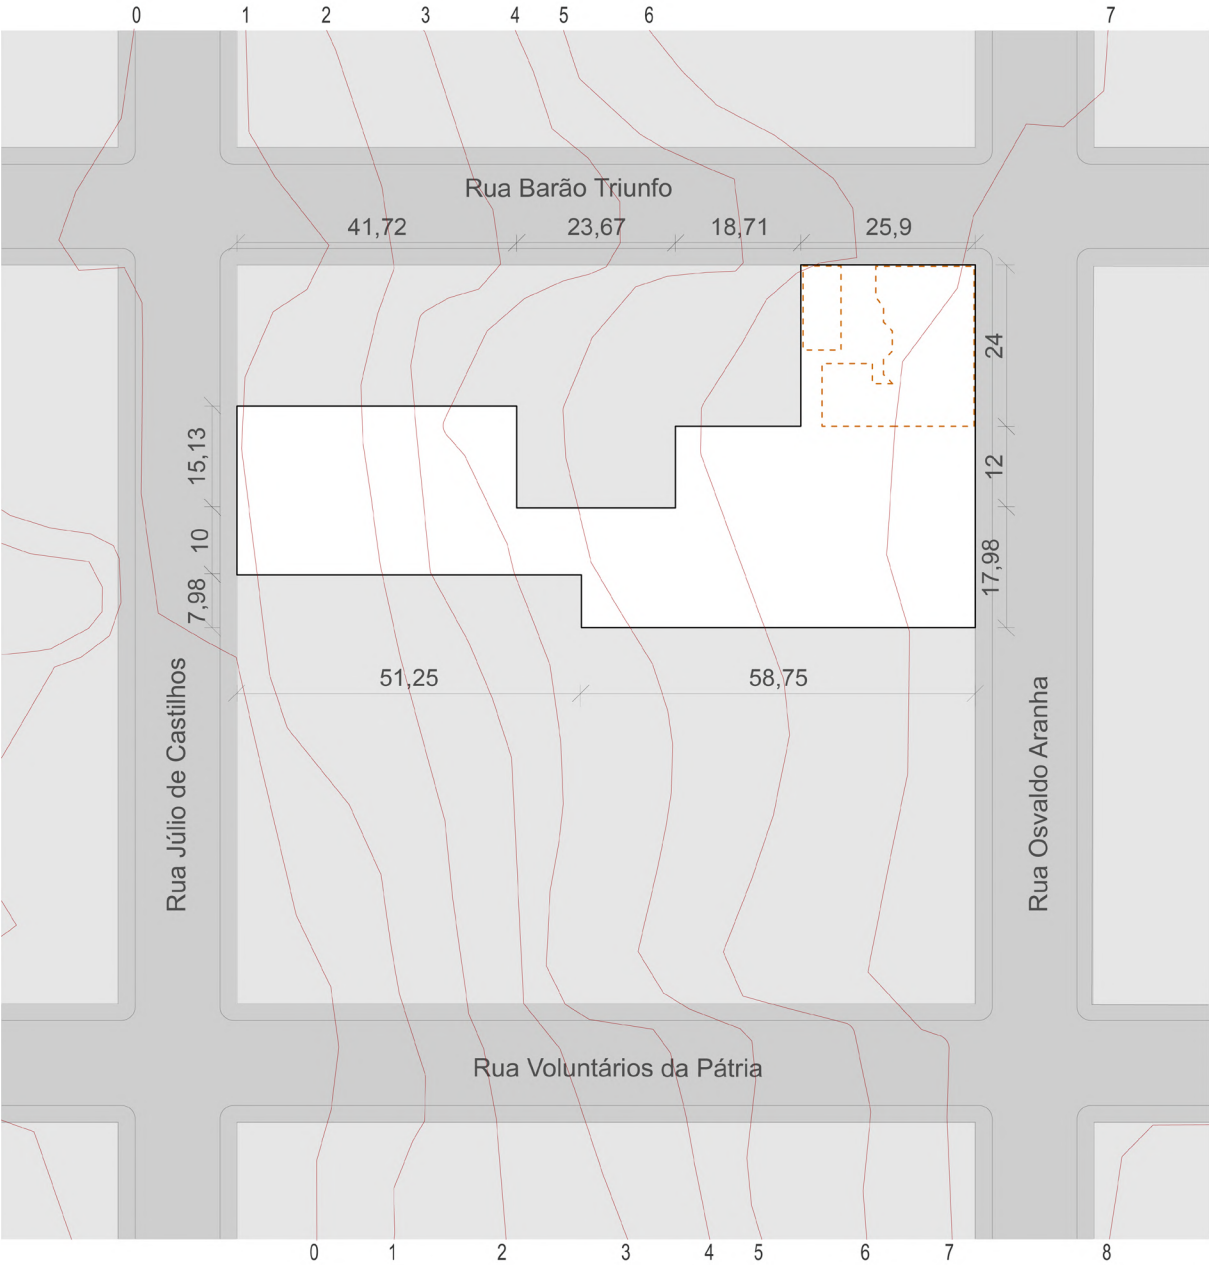 0 1 2 3 4 5 6 7
Rua Barão Triunfo
41,72 23,67 18,71 25,9
24
15,13
12
10
17,98
7,98
51,25 58,75
Rua Júlio de Castilhos
Rua Osvaldo Aranha
Rua Voluntários da Pátria
0 1 2 3 4 5 6 7 8